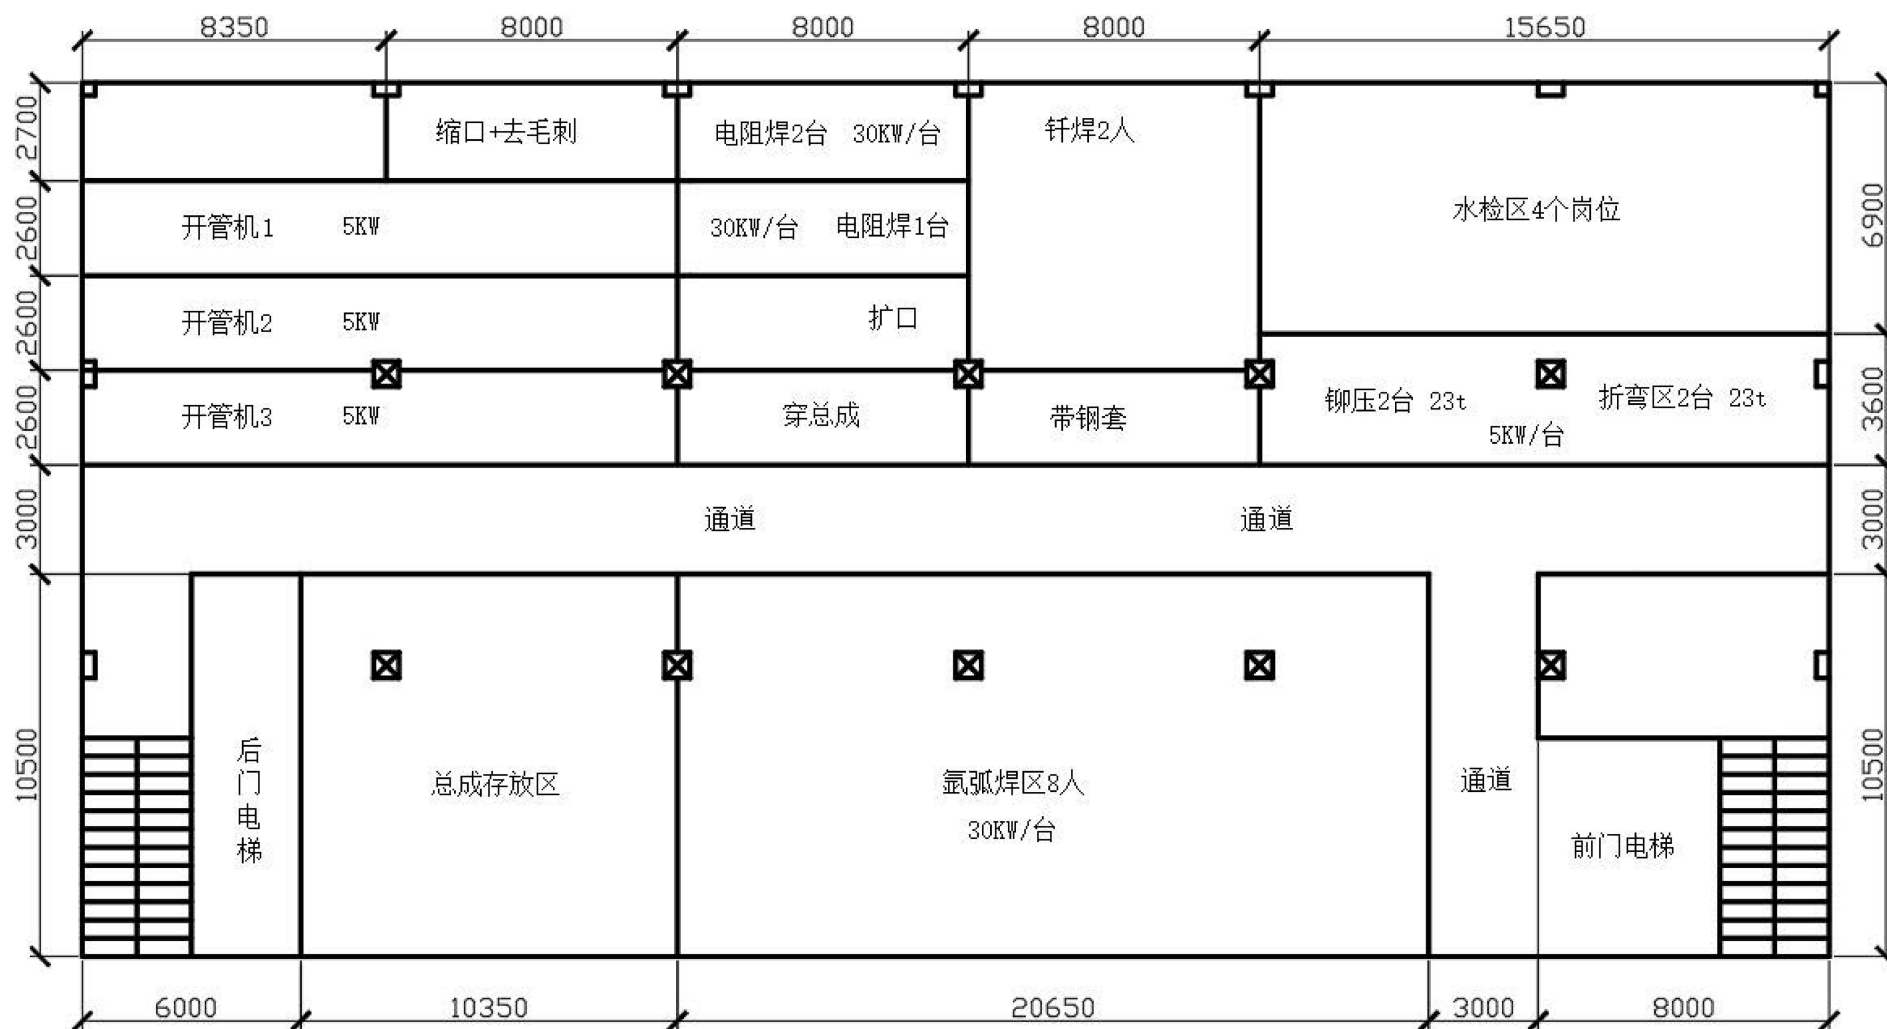 8350 8000 8000 8000 15650
2700
缩口+去毛刺
电阻焊2台 30KW/台
钎焊2人
水检区4个岗位
6900
2600
开管机1 5KW
30KW/台 电阻焊1台
2600
开管机2 5KW
扩口
2600
开管机3 5KW
穿总成
带钢套
铆压2台 23t
折弯区2台 23t
5KW/台
3600
3000
通道
通道
3000
10500
后门电梯
总成存放区
氩弧焊区8人
30KW/台
通道
前门电梯
10500
6000 10350 20650 3000 8000